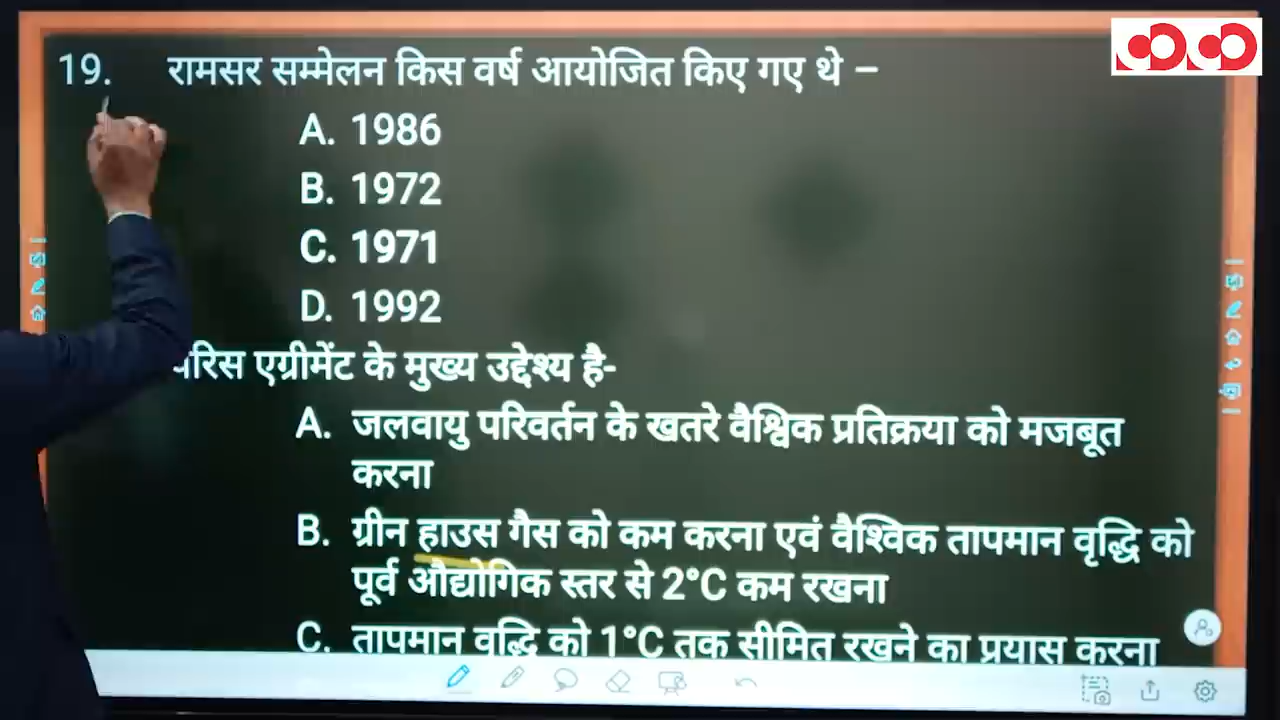 19. रामसर सम्मेलन किस वर्ष आयोजित किए गए थे –
A. 1986
B. 1972
C. 1971
D. 1992
एग्रीमेंट के मुख्य उद्देश्य है-
A. जलवायु परिवर्तन के खतरे वैश्विक प्रतिक्रया को मजबूत
करना
B. ग्रीन हाउस गैस को कम करना एवं वैश्विक तापमान वृद्धि को
पूर्व औद्योगिक स्तर से 2°C कम रखना
C. तापमान वृद्धि को 1°C तक सीमित रखने का प्रयास करना